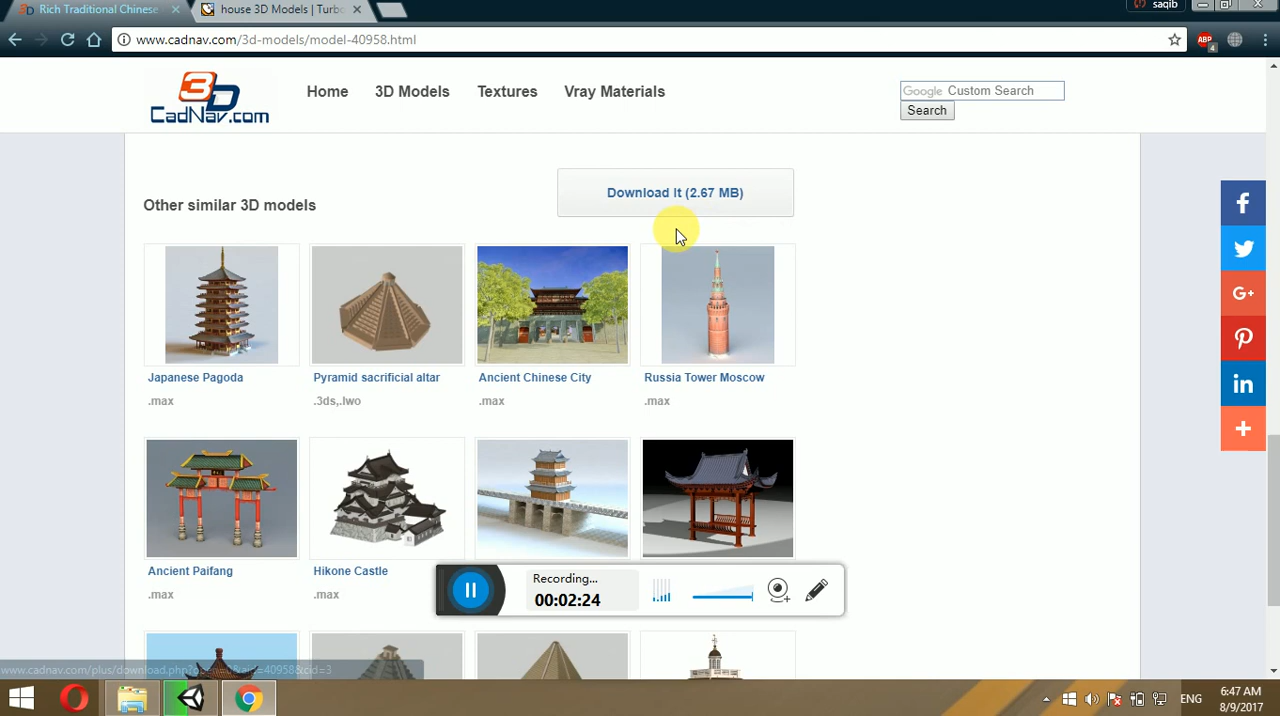 Rich Traditional Chinese
house 3D Models | Turb
saqib
www.cadnav.com/3d-models/model-40958.html
ABP
4
3D
CadNav.com
Home
3D Models
Textures
Vray Materials
Google Custom Search
Search
Download It (2.67 MB)
Other similar 3D models
Japanese Pagoda
Pyramid sacrificial altar
Ancient Chinese City
Russia Tower Moscow
.max
.3ds,.lwo
.max
.max
Ancient Paifang
Hikone Castle
.max
.max
Recording...
00:02:24
ENG
6:47 AM
8/9/2017